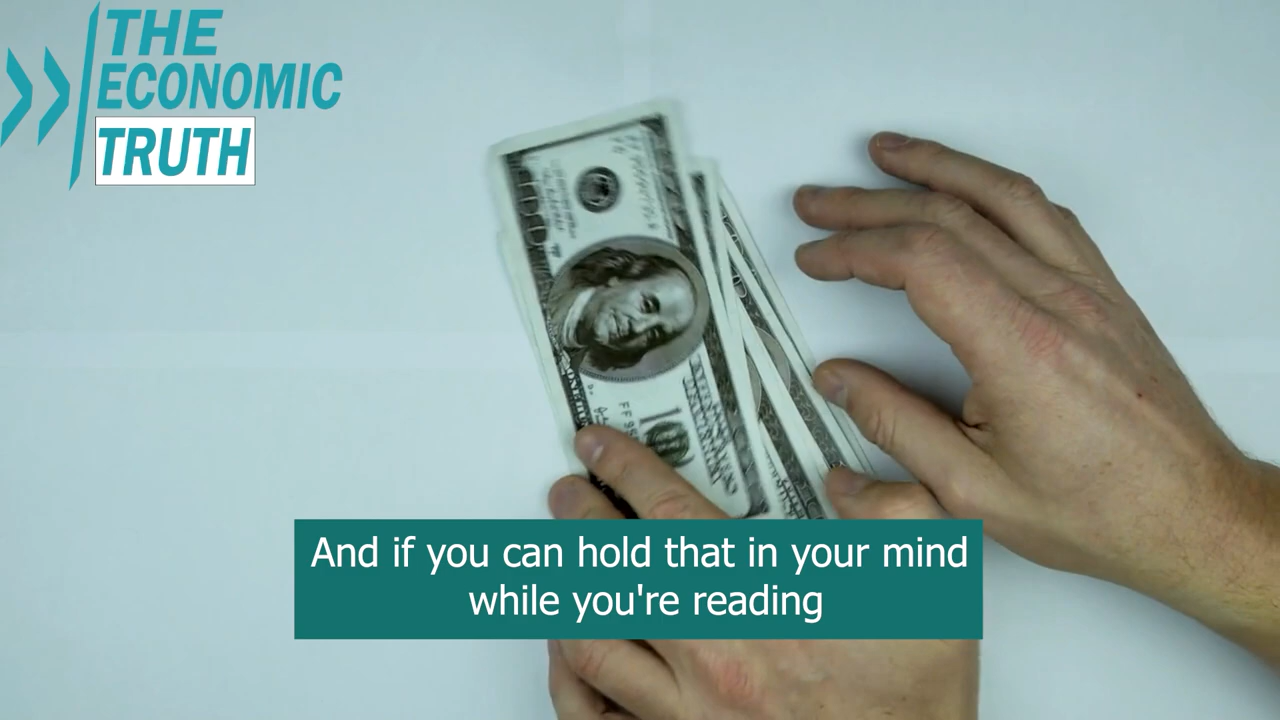 THE
ECONOMIC
TRUTH
And if you can hold that in your mind
while you're reading